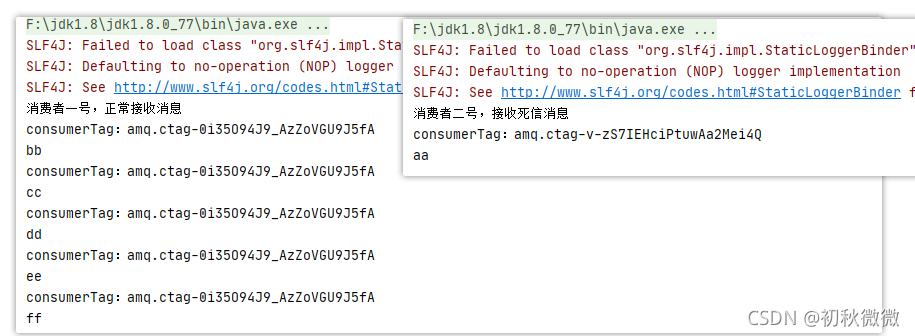 F:\jdk1.8\jdk1.8.0_77\bin\java.exe ...
SLF4J: Failed to load class "org.slf4j.impl.Stat
SLF4J: Defaulting to no-operation (NOP) logger
SLF4J: See http://www.slf4j.org/codes.html#Stat
消费者一号，正常接收消息
consumerTag：amq.ctag-0i35O94J9_AzZoVGU9J5fA
bb
consumerTag：amq.ctag-0i35O94J9_AzZoVGU9J5fA
cc
consumerTag：amq.ctag-0i35O94J9_AzZoVGU9J5fA
dd
consumerTag：amq.ctag-0i35O94J9_AzZoVGU9J5fA
ee
consumerTag：amq.ctag-0i35O94J9_AzZoVGU9J5fA
ff
F:\jdk1.8\jdk1.8.0_77\bin\java.exe ...
SLF4J: Failed to load class "org.slf4j.impl.StaticLoggerBinder"
SLF4J: Defaulting to no-operation (NOP) logger implementation
SLF4J: See http://www.slf4j.org/codes.html#StaticLoggerBinder f
消费者二号，接收死信消息
consumerTag：amq.ctag-v-zS7IEHciPtuwAa2Mei4Q
aa
CSDN @初秋微微